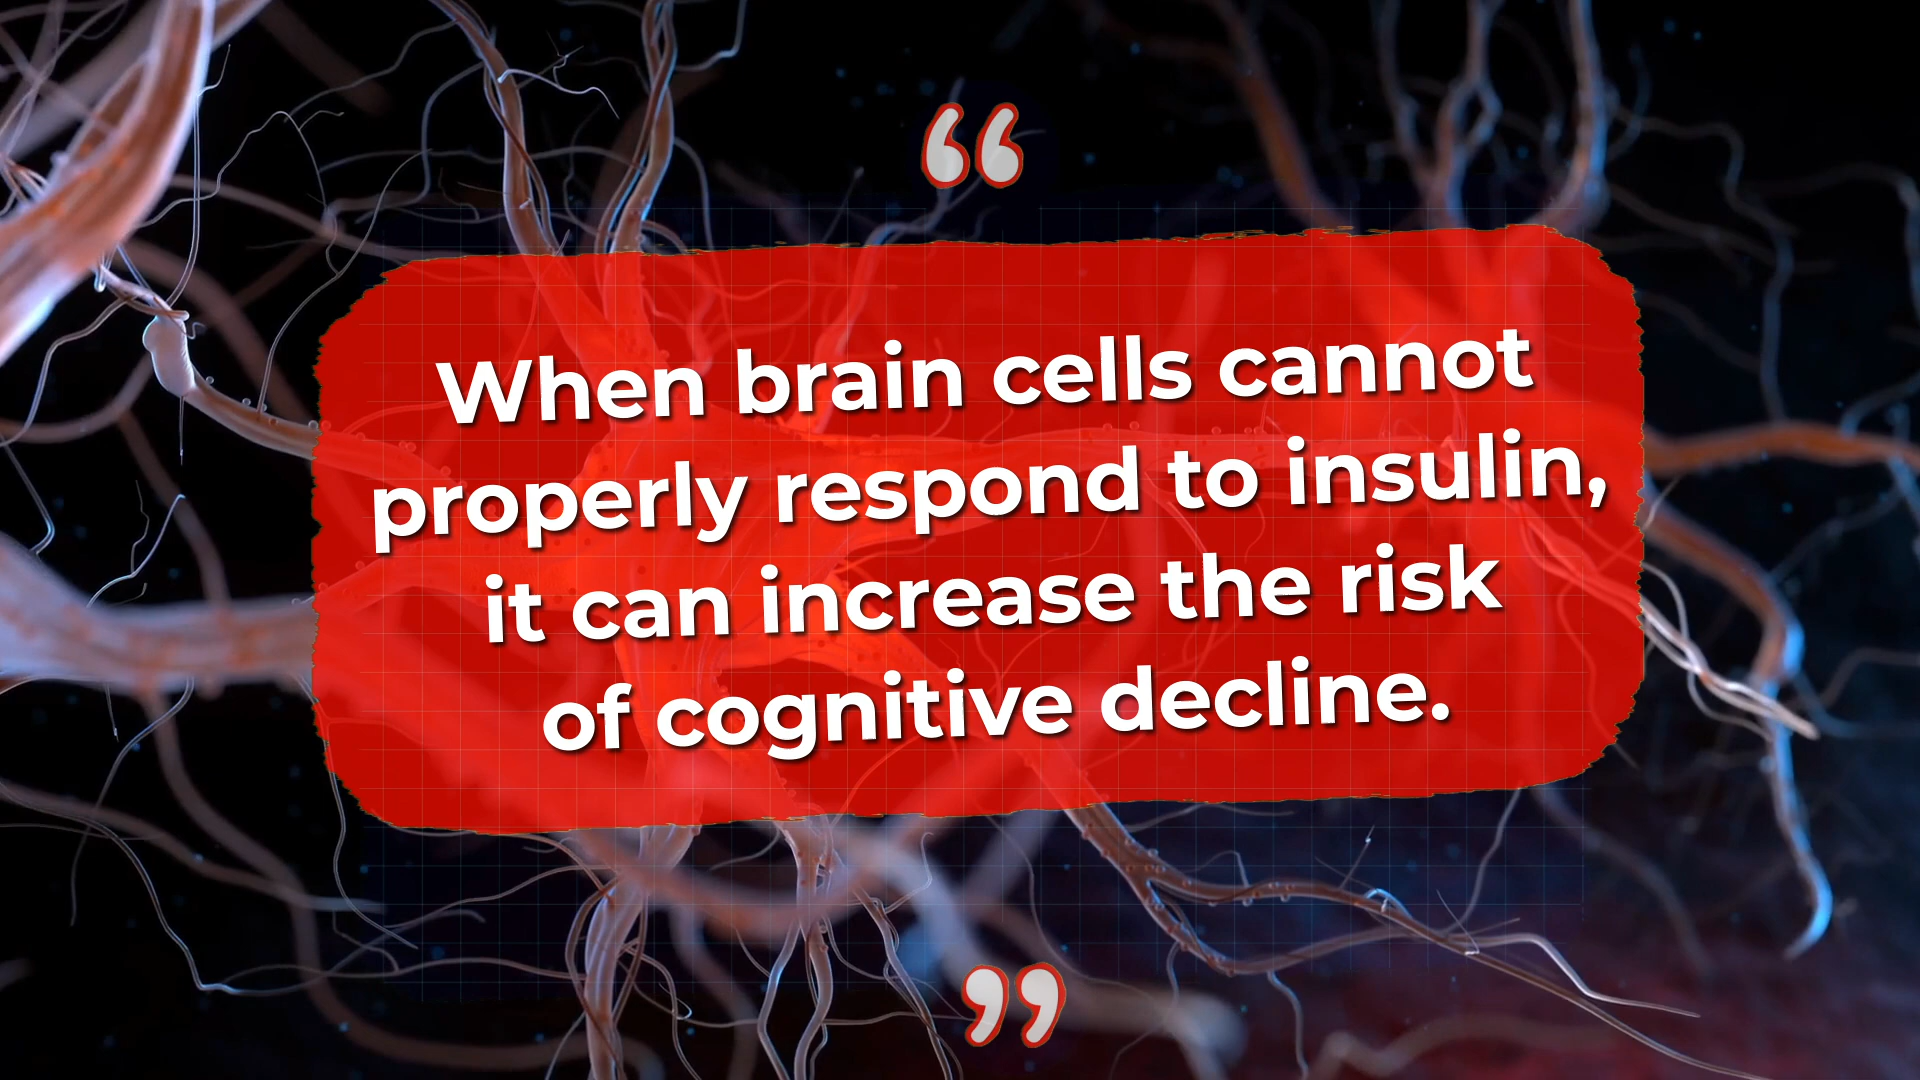 “
When brain cells cannot
properly respond to insulin,
it can increase the risk
of cognitive decline.
”